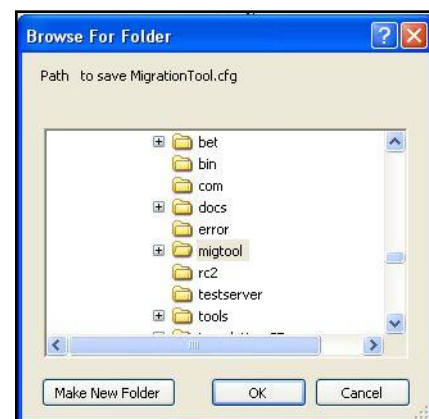 Browse For Folder
Path to save MigrationTool.cfg
bet
bin
com
docs
error
migtool
rc2
testserver
tools
Make New Folder
OK
Cancel